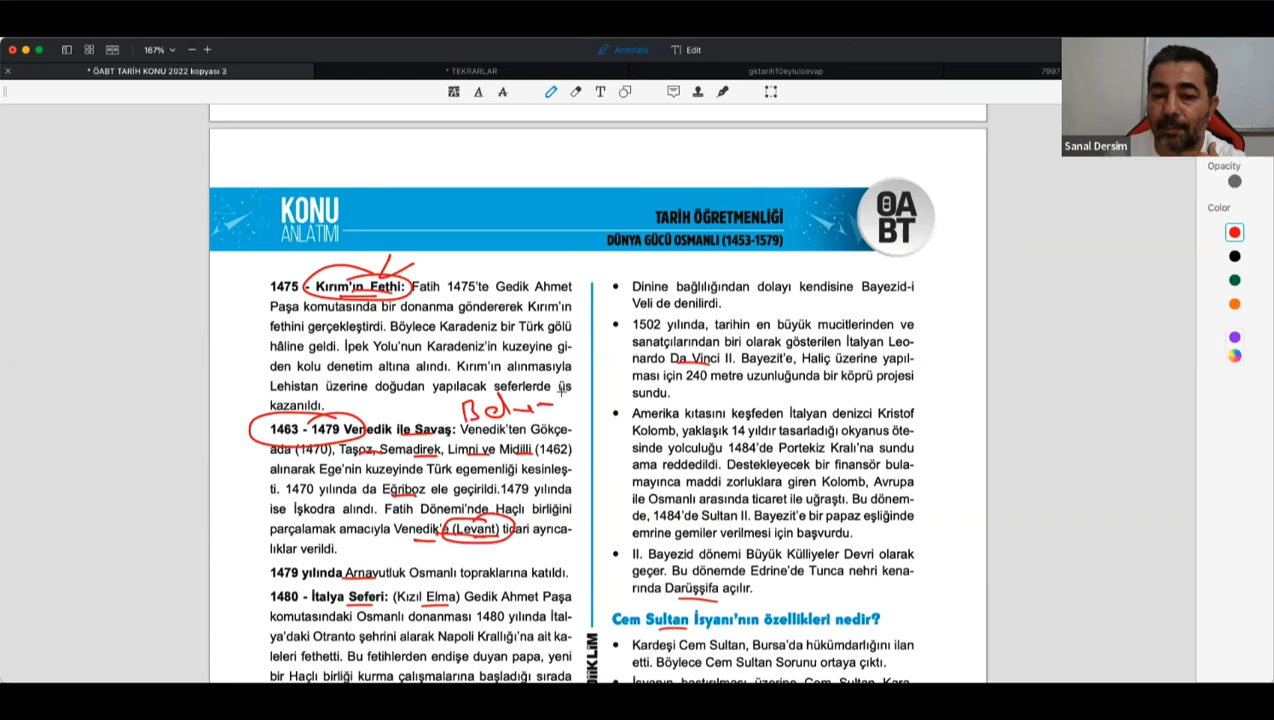 167%
Annotate
Edit
* ÖABT TARİH KONU 2022 kopyası 3
* TEKRARLAR
gktarih10eylulcevap
7997
Sanal Dersim
Opacity
Color
KONU
ANLATIMI
TARİH ÖĞRETMENLİĞİ
DÜNYA GÜCÜ OSMANLI (1453-1579)
ÖA
BT
1475 - Kırım'ın Fethi: Fatih 1475'te Gedik Ahmet
Paşa komutasında bir donanma göndererek Kırım'ın
fethini gerçekleştirdi. Böylece Karadeniz bir Türk gölü
hâline geldi. İpek Yolu'nun Karadeniz'in kuzeyine gi-
den kolu denetim altına alındı. Kırım'ın alınmasıyla
Lehistan üzerine doğudan yapılacak seferlerde üs
kazanıldı.
1463 - 1479 Venedik ile Savaş: Venedik'ten Gökçe-
ada (1470), Taşoz, Semadirek, Limni ve Midilli (1462)
alınarak Ege'nin kuzeyinde Türk egemenliği kesinleş-
ti. 1470 yılında da Eğriboz ele geçirildi.1479 yılında
ise İşkodra alındı. Fatih Dönemi'nde Haçlı birliğini
parçalamak amacıyla Venedik'e (Levant) ticari ayrıca-
lıklar verildi.
1479 yılında Arnavutluk Osmanlı topraklarına katıldı.
1480 - İtalya Seferi: (Kızıl Elma) Gedik Ahmet Paşa
komutasındaki Osmanlı donanması 1480 yılında İtal-
ya'daki Otranto şehrini alarak Napoli Krallığı'na ait ka-
leleri fethetti. Bu fetihlerden endişe duyan papa, yeni
bir Haçlı birliği kurma çalışmalarına başladığı sırada
Dinine bağlılığından dolayı kendisine Bayezid-i
Veli de denilirdi.
1502 yılında, tarihin en büyük mucitlerinden ve
sanatçılarından biri olarak gösterilen İtalyan Leo-
nardo Da Vinci II. Bayezit'e, Haliç üzerine yapıl-
ması için 240 metre uzunluğunda bir köprü projesi
sundu.
Amerika kıtasını keşfeden İtalyan denizci Kristof
Kolomb, yaklaşık 14 yıldır tasarladığı okyanus öte-
sinde yolculuğu 1484'de Portekiz Kralı'na sundu
ama reddedildi. Destekleyecek bir finansör bula-
mayınca maddi zorluklara giren Kolomb, Avrupa
ile Osmanlı arasında ticaret ile uğraştı. Bu dönem-
de, 1484'de Sultan II. Bayezit'e bir papaz eşliğinde
emrine gemiler verilmesi için başvurdu.
II. Bayezid dönemi Büyük Külliyeler Devri olarak
geçer. Bu dönemde Edrine'de Tunca nehri kena-
rında Darüşşifa açılır.
Cem Sultan İsyanı'nın özellikleri nedir?
Kardeşi Cem Sultan, Bursa'da hükümdarlığını ilan
etti. Böylece Cem Sultan Sorunu ortaya çıktı.
İsyanın bastırılması üzerine Cem Sultan Kara-